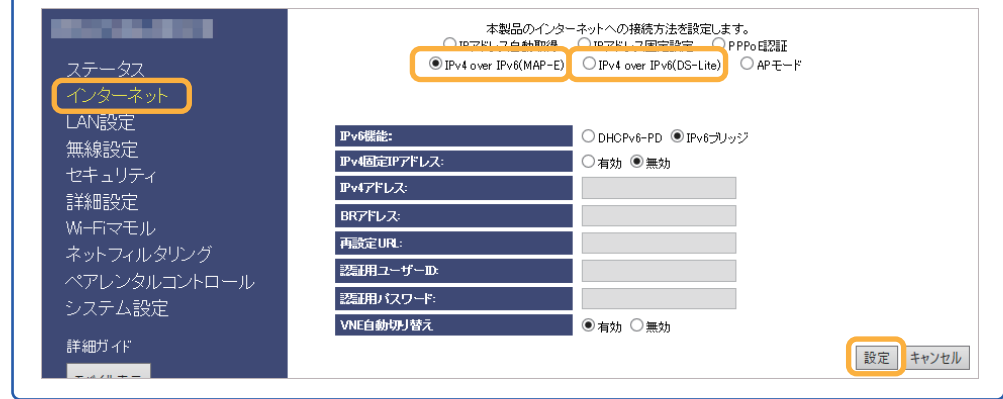 本製品のインターネットへの接続方法を設定します。
IPアドレス自動取得 IPアドレス固定設定 PPPoE認証
IPv4 over IPv6(MAP-E) IPv4 over IPv6(DS-Lite) APモード
ステータス
インターネット
LAN設定
無線設定
セキュリティ
詳細設定
Wi-Fiマモル
ネットフィルタリング
ペアレンタルコントロール
システム設定
詳細ガイド
IPv6機能: DHCPv6-PD IPv6ブリッジ
IPv4固定IPアドレス: 有効 無効
IPv4アドレス:
BRアドレス:
再設定URL:
認証用ユーザーID:
認証用パスワード:
VNE自動切り替え 有効 無効
設定 キャンセル